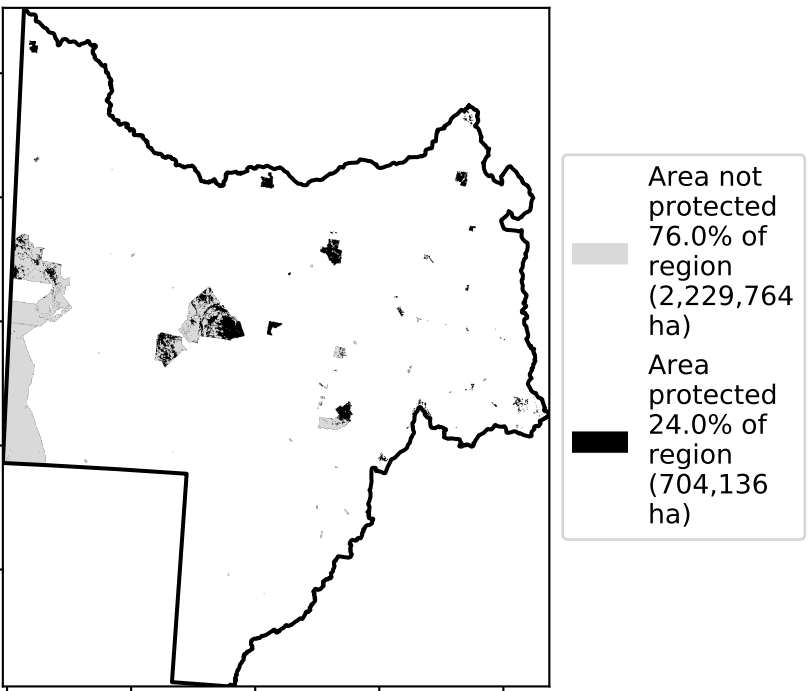 Area not
protected
76.0% of
region
(2,229,764
ha)
Area
protected
24.0% of
region
(704,136
ha)